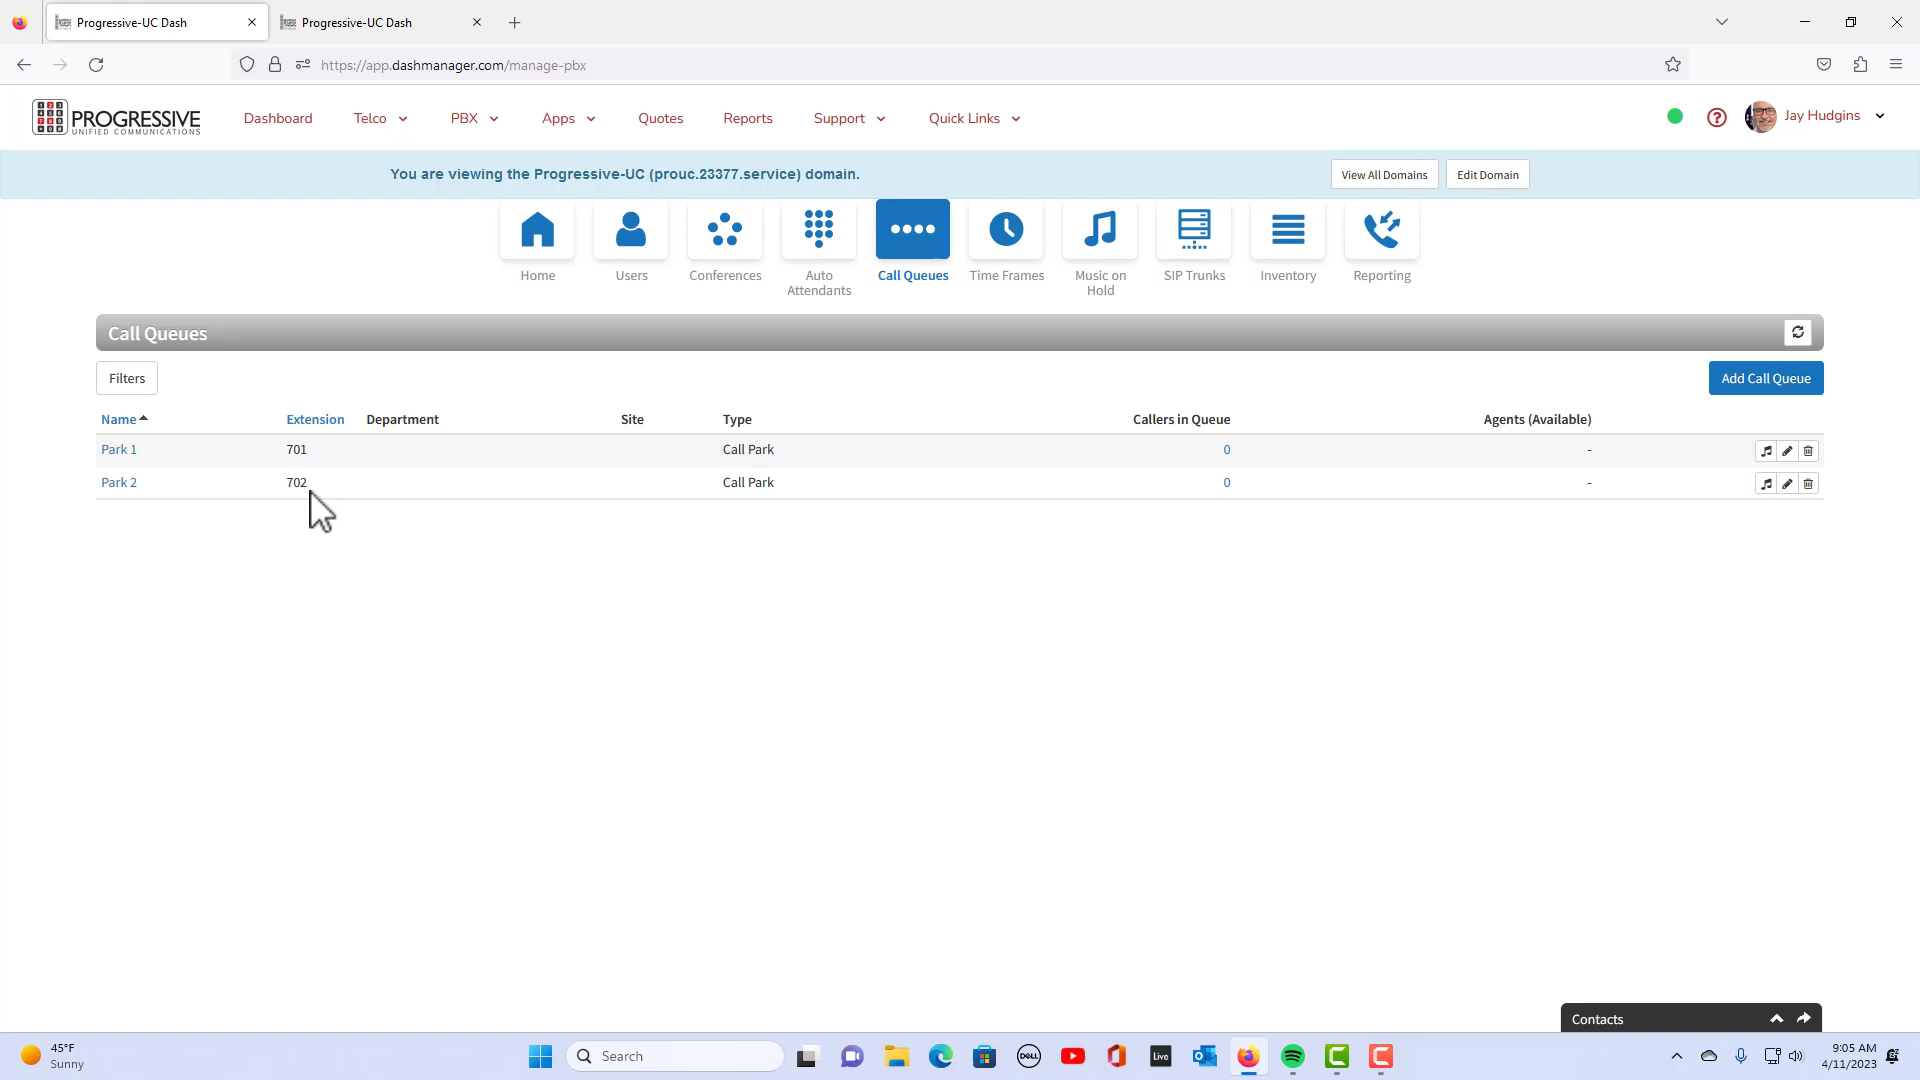 Progressive-UC Dash
Progressive-UC Dash
https://app.dashmanager.com/manage-pbx
PROGRESSIVE
UNIFIED COMMUNICATIONS
Dashboard
Telco
PBX
Apps
Quotes
Reports
Support
Quick Links
Jay Hudgins
You are viewing the Progressive-UC (prouc.23377.service) domain.
View All Domains
Edit Domain
Home
Users
Conferences
Auto
Attendants
Call Queues
Time Frames
Music on
Hold
SIP Trunks
Inventory
Reporting
Call Queues
Filters
Add Call Queue
Name Extension Department Site Type Callers in Queue Agents (Available)
Park 1 701 Call Park 0 -
Park 2 702 Call Park 0 -
Contacts
45°F
Sunny
Search
DELL
Live
9:05 AM
4/11/2023